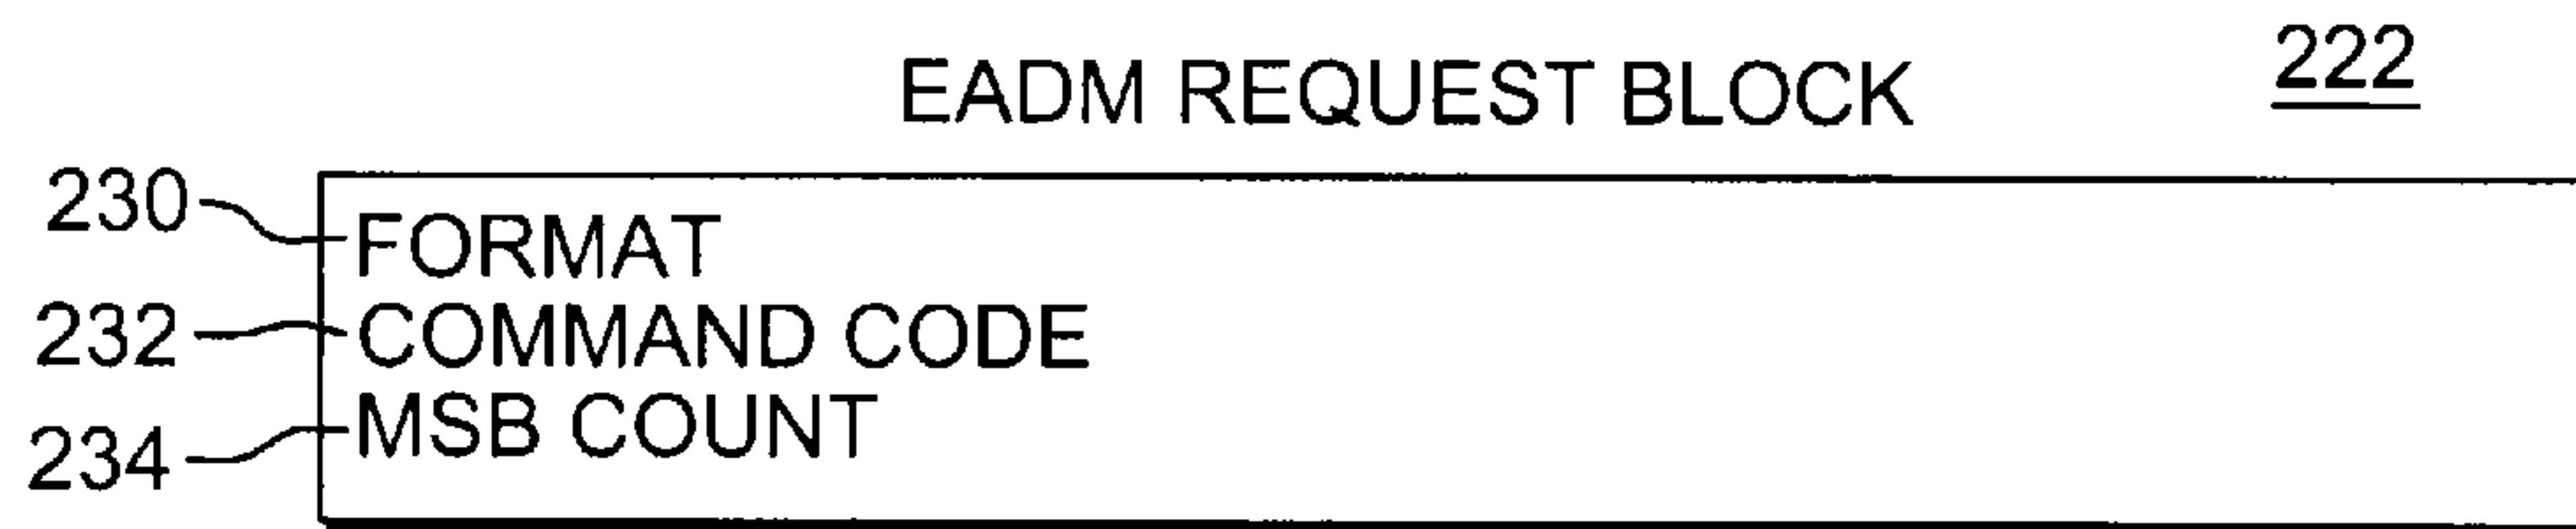 222
EADM REQUEST BLOCK
230 FORMAT
232 COMMAND CODE
234 MSB COUNT